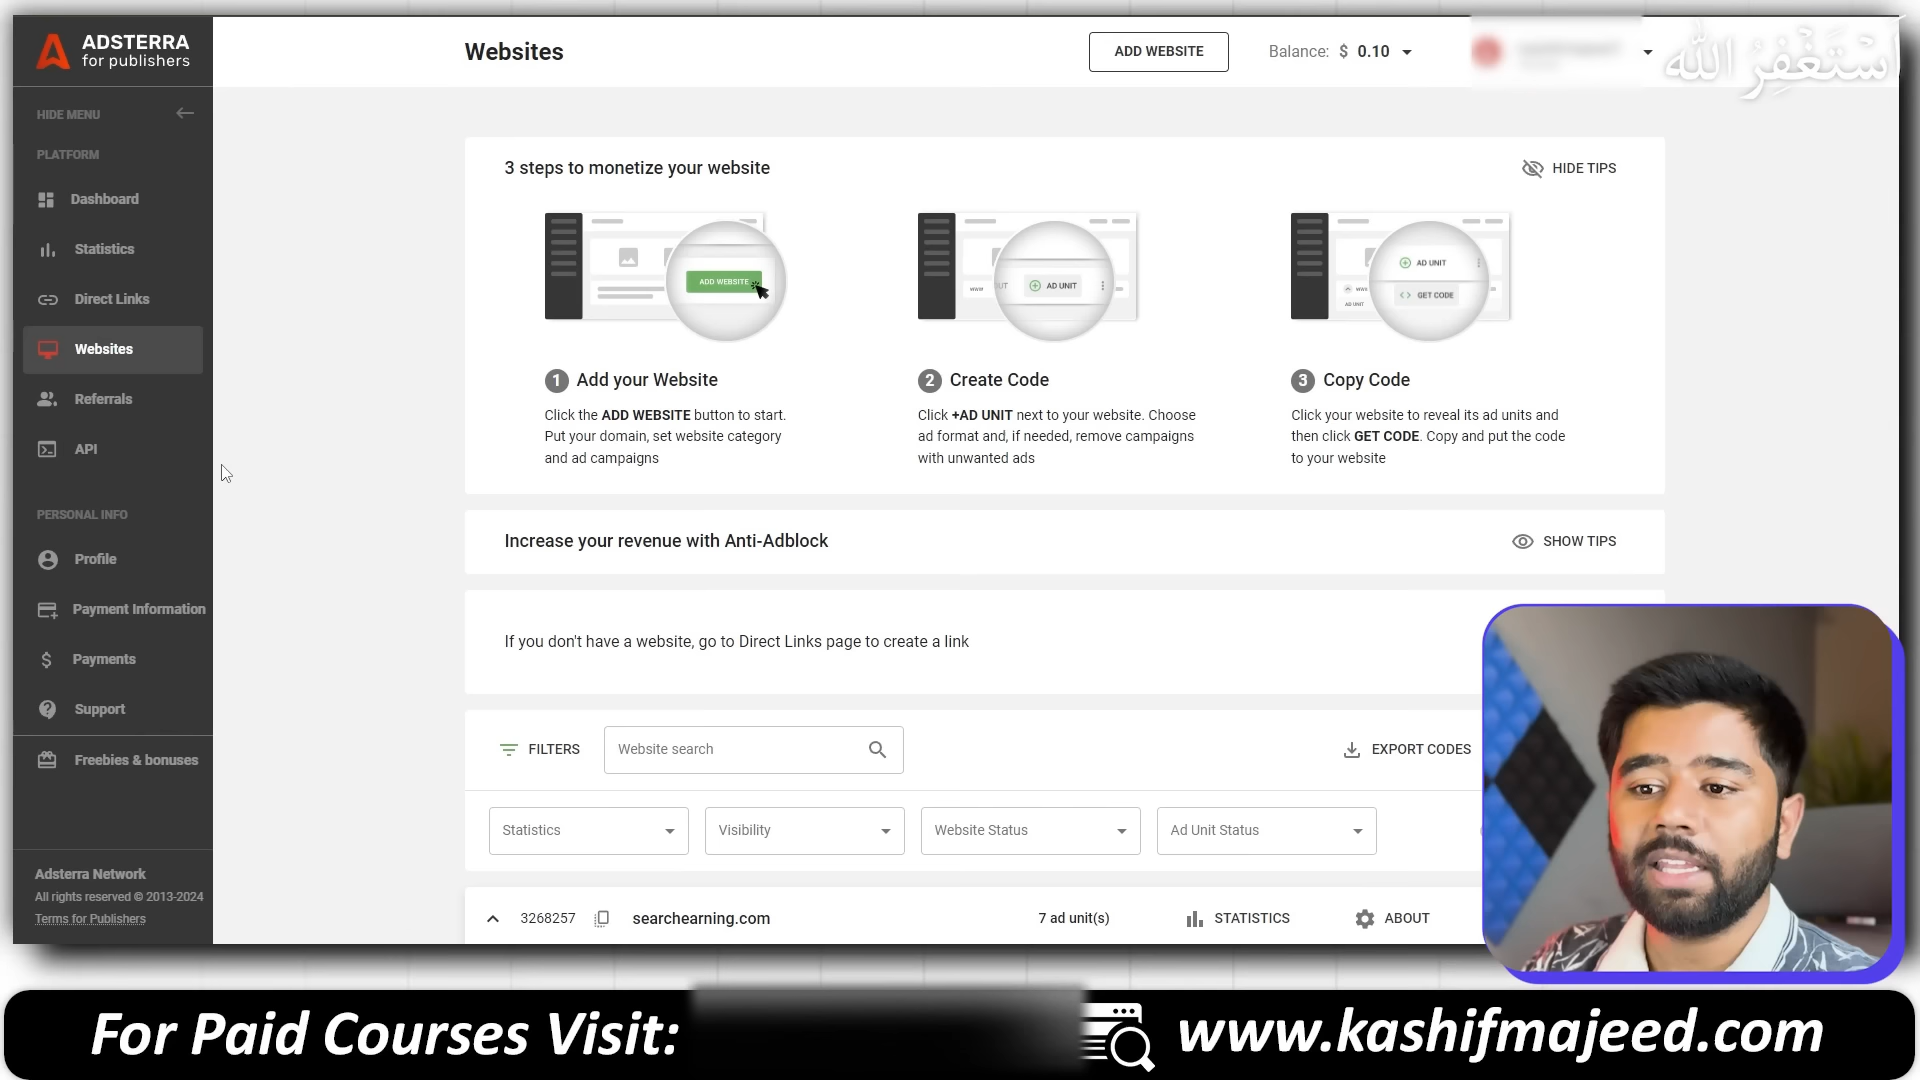 ADSTERRA
for publishers
HIDE MENU
PLATFORM
Dashboard
Statistics
Direct Links
Websites
Referrals
API
PERSONAL INFO
Profile
Payment Information
Payments
Support
Freebies & bonuses
Adsterra Network
All rights reserved © 2013-2024
Terms for Publishers
Websites
ADD WEBSITE
Balance: $ 0.10
أستغفر الله
3 steps to monetize your website
HIDE TIPS
ADD WEBSITE
AD UNIT
AD UNIT
GET CODE
1 Add your Website
Click the ADD WEBSITE button to start.
Put your domain, set website category
and ad campaigns
2 Create Code
Click +AD UNIT next to your website. Choose
ad format and, if needed, remove campaigns
with unwanted ads
3 Copy Code
Click your website to reveal its ad units and
then click GET CODE. Copy and put the code
to your website
Increase your revenue with Anti-Adblock
SHOW TIPS
If you don't have a website, go to Direct Links page to create a link
FILTERS
Website search
EXPORT CODES
Statistics
Visibility
Website Status
Ad Unit Status
3268257
searchearning.com
7 ad unit(s)
STATISTICS
ABOUT
For Paid Courses Visit:
www.kashifmajeed.com